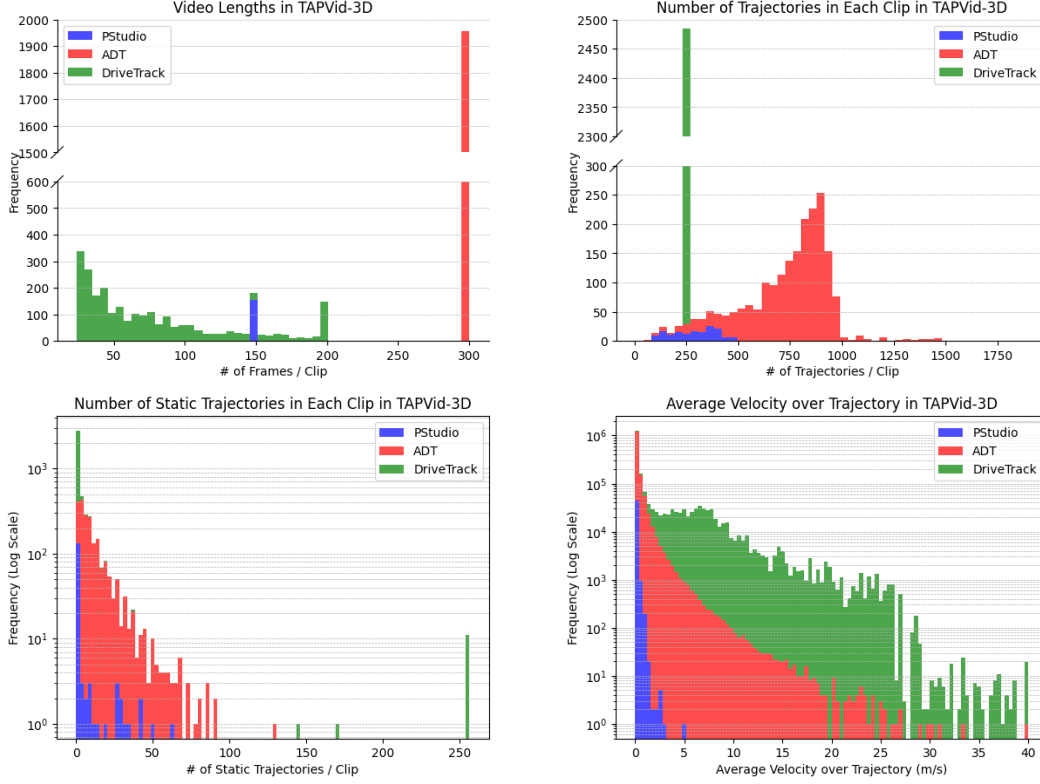 Video Lengths in TAPVid-3D
2000
1900
1800
1700
1600
1500
600
500
400
300
200
100
0
Frequency
PStudio
ADT
DriveTrack
50
100
150
200
250
300
# of Frames / Clip
Number of Trajectories in Each Clip in TAPVid-3D
2500
2450
2400
2350
2300
300
250
200
150
100
50
0
Frequency
PStudio
ADT
DriveTrack
0
250
500
750
1000
1250
1500
1750
# of Trajectories / Clip
Number of Static Trajectories in Each Clip in TAPVid-3D
10³
10²
10¹
10⁰
Frequency (Log Scale)
PStudio
ADT
DriveTrack
0
50
100
150
200
250
# of Static Trajectories / Clip
Average Velocity over Trajectory in TAPVid-3D
10⁶
10⁵
10⁴
10³
10²
10¹
10⁰
Frequency (Log Scale)
PStudio
ADT
DriveTrack
0
5
10
15
20
25
30
35
40
Average Velocity over Trajectory (m/s)